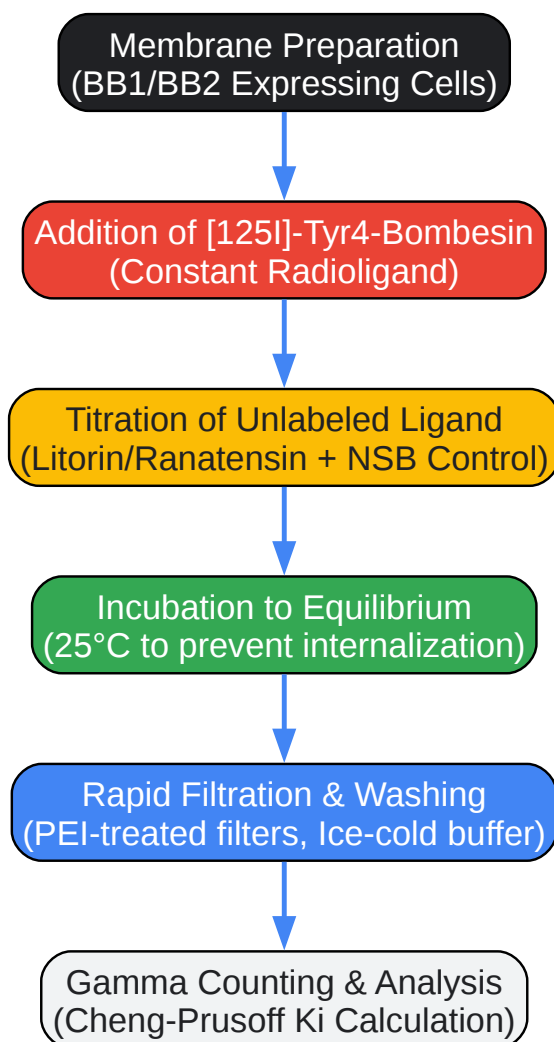 Membrane Preparation
(BB1/BB2 Expressing Cells)
Addition of [125I]-Tyr4-Bombesin
(Constant Radioligand)
Titration of Unlabeled Ligand
(Litorin/Ranatensin + NSB Control)
Incubation to Equilibrium
(25°C to prevent internalization)
Rapid Filtration & Washing
(PEI-treated filters, Ice-cold buffer)
Gamma Counting & Analysis
(Cheng-Prusoff Ki Calculation)